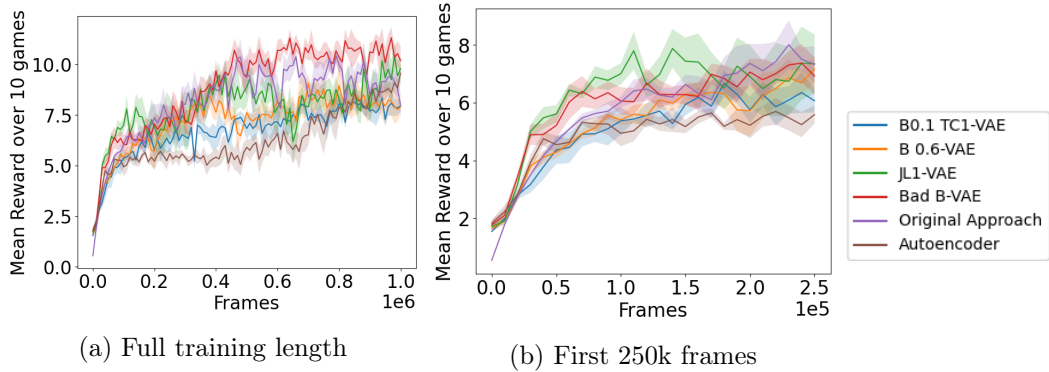 Mean Reward over 10 games
10.0
7.5
5.0
2.5
0.0
0.0 0.2 0.4 0.6 0.8 1.0
1e6
Frames
(a) Full training length
Mean Reward over 10 games
8
6
4
2
0.0 0.5 1.0 1.5 2.0 2.5
1e5
Frames
(b) First 250k frames
B0.1 TC1-VAE
B 0.6-VAE
JL1-VAE
Bad B-VAE
Original Approach
Autoencoder